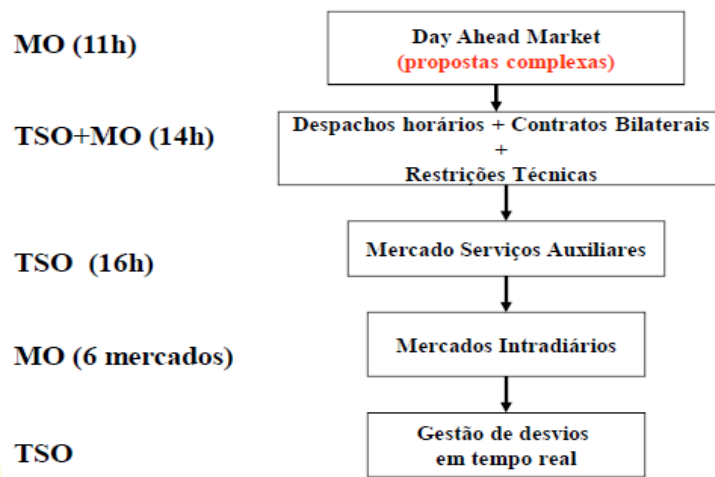 MO (11h)
Day Ahead Market
(propostas complexas)
TSO+MO (14h)
Despachos horários + Contratos Bilaterais
+
Restrições Técnicas
TSO (16h)
Mercado Serviços Auxiliares
MO (6 mercados)
Mercados Intradiários
TSO
Gestão de desvios
em tempo real